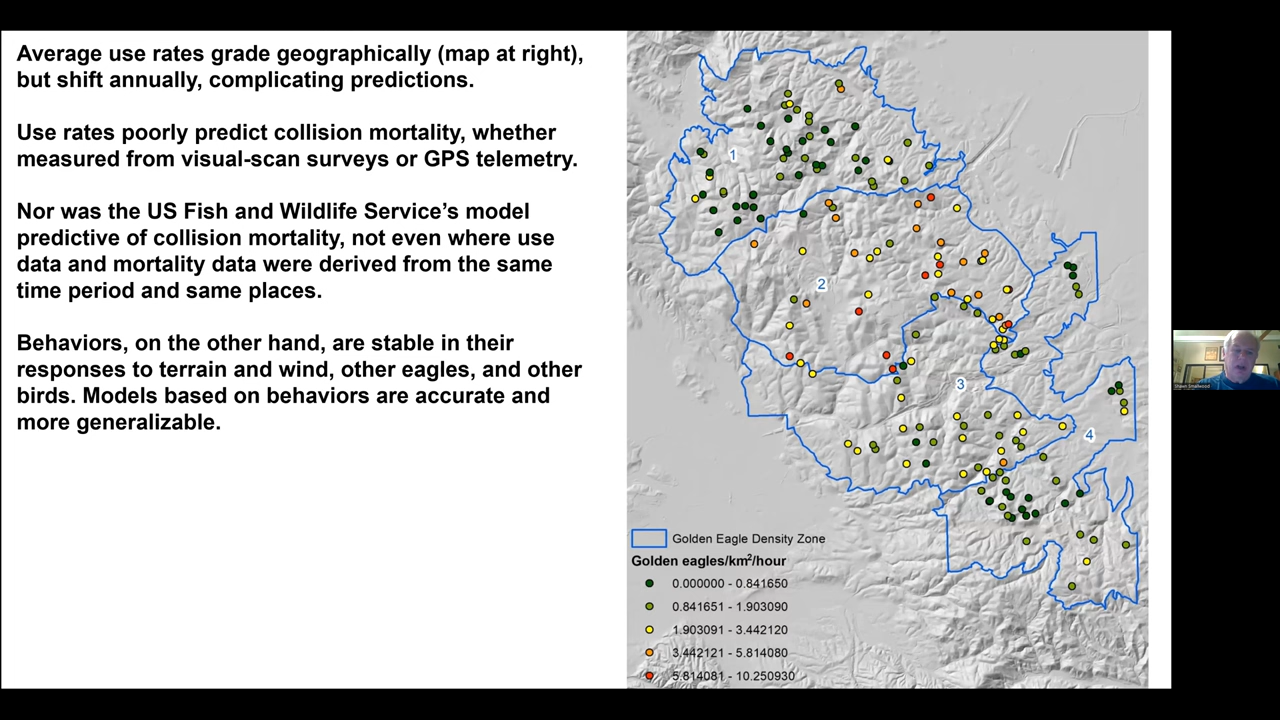 Average use rates grade geographically (map at right),
but shift annually, complicating predictions.
Use rates poorly predict collision mortality, whether
measured from visual-scan surveys or GPS telemetry.
Nor was the US Fish and Wildlife Service's model
predictive of collision mortality, not even where use
data and mortality data were derived from the same
time period and same places.
Behaviors, on the other hand, are stable in their
responses to terrain and wind, other eagles, and other
birds. Models based on behaviors are accurate and
more generalizable.
1
2
3
4
Golden Eagle Density Zone
Golden eagles/km²/hour
0.000000 - 0.841650
0.841651 - 1.903090
1.903091 - 3.442120
3.442121 - 5.814080
5.814081 - 10.250930
Shawn Smallwood